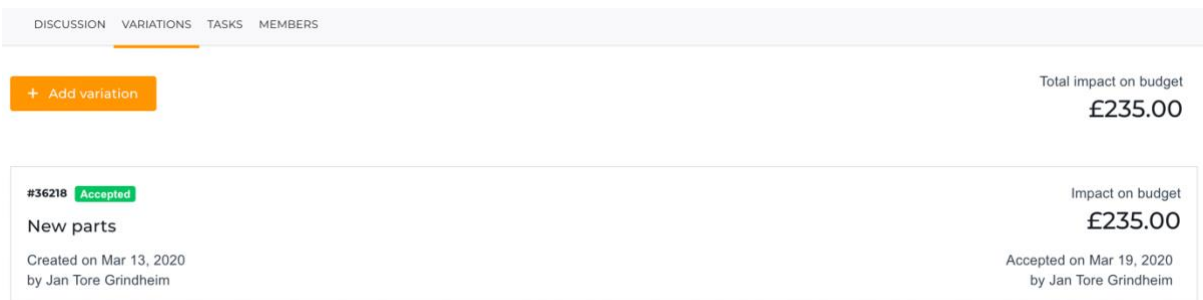 DISCUSSION VARIATIONS TASKS MEMBERS
+ Add variation
Total impact on budget
£235.00
#36218 Accepted
New parts
Created on Mar 13, 2020
by Jan Tore Grindheim
Impact on budget
£235.00
Accepted on Mar 19, 2020
by Jan Tore Grindheim